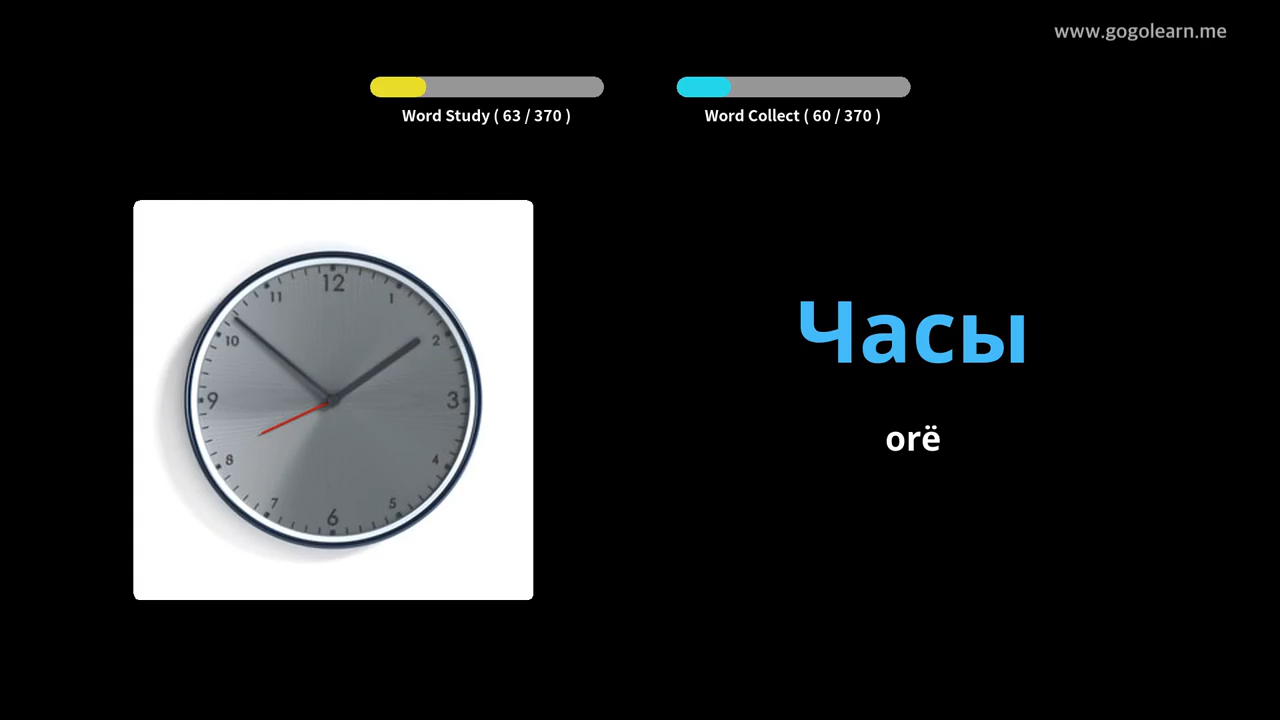 www.gogolearn.me
Word Study ( 63 / 370 )
Word Collect ( 60 / 370 )
12
11
1
10
2
9
3
8
4
7
5
6
Часы
orë